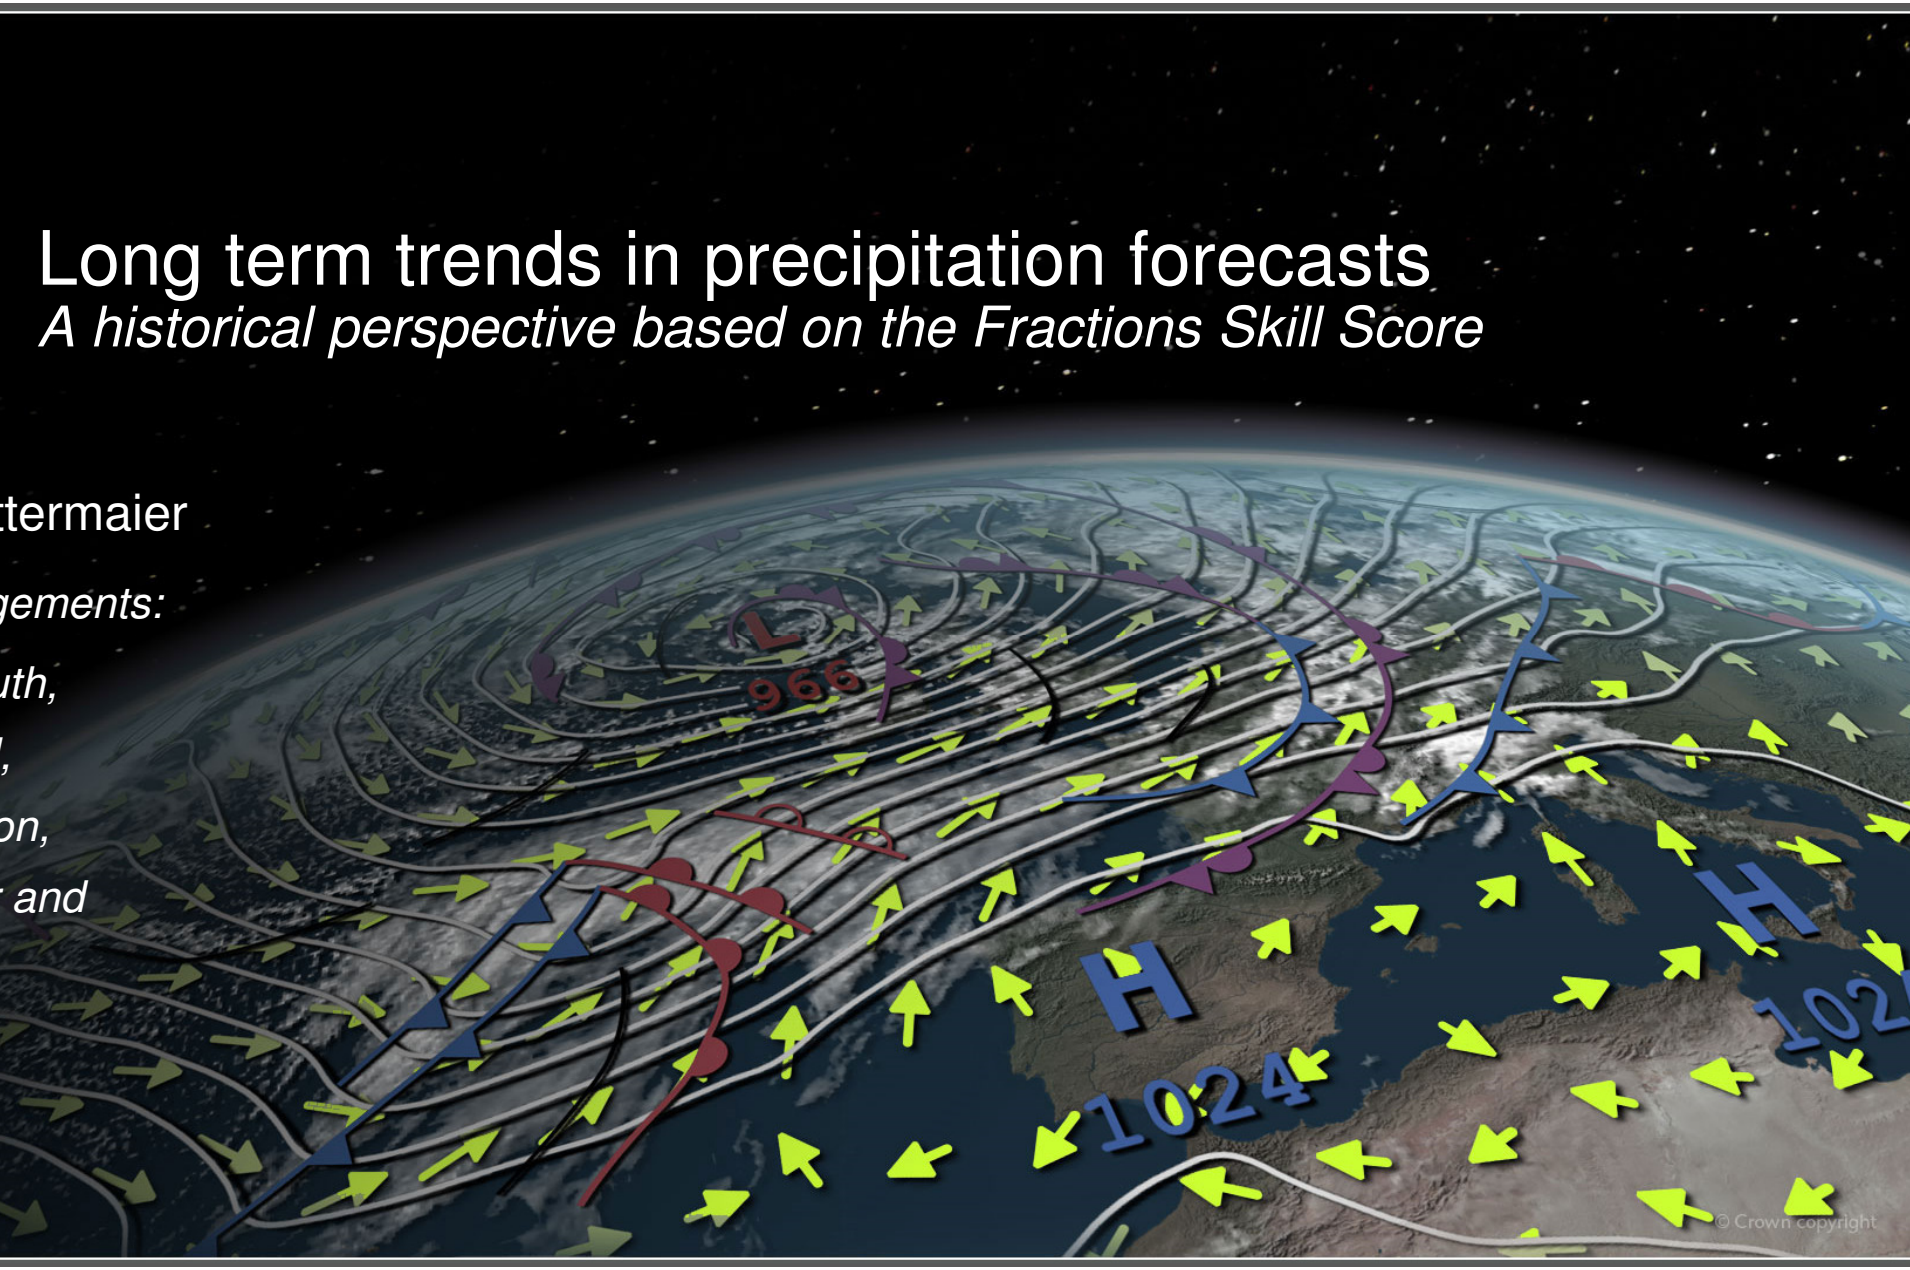 Long term trends in precipitation forecasts
A historical perspective based on the Fractions Skill Score
ttermaier
gements:
uth,
l,
on,
r and
L
966
H
H
1024
102
© Crown copyright